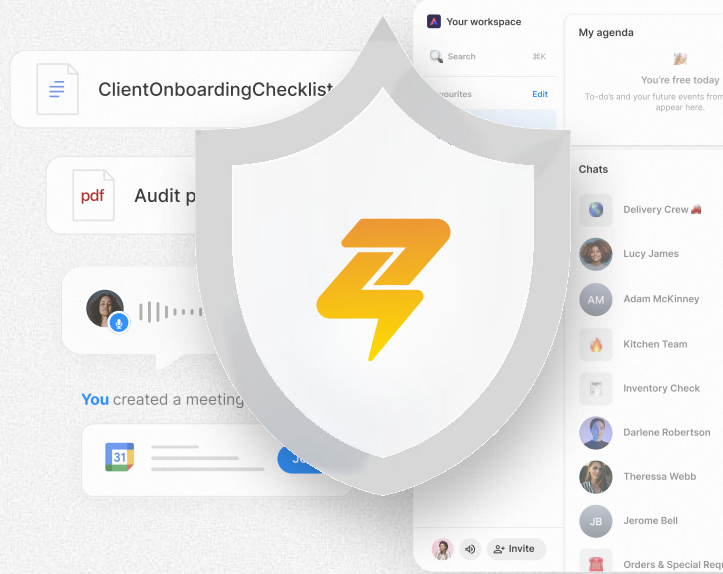 ClientOnboardingChecklist
pdf
Audit p
You created a meeting
31
Your workspace
Search
⌘K
vourites
Edit
My agenda
You're free today
To-do's and your future events from
appear here.
Chats
Delivery Crew
Lucy James
AM
Adam McKinney
Kitchen Team
Inventory Check
Darlene Robertson
Theressa Webb
JB
Jerome Bell
Orders & Special Req
Invite